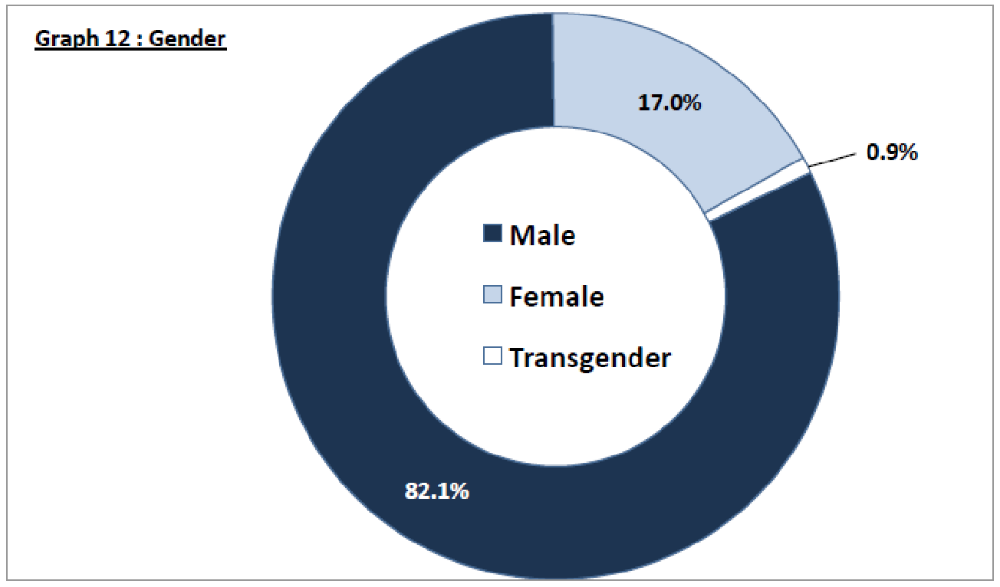 Graph 12 : Gender
17.0%
0.9%
Male
Female
Transgender
82.1%